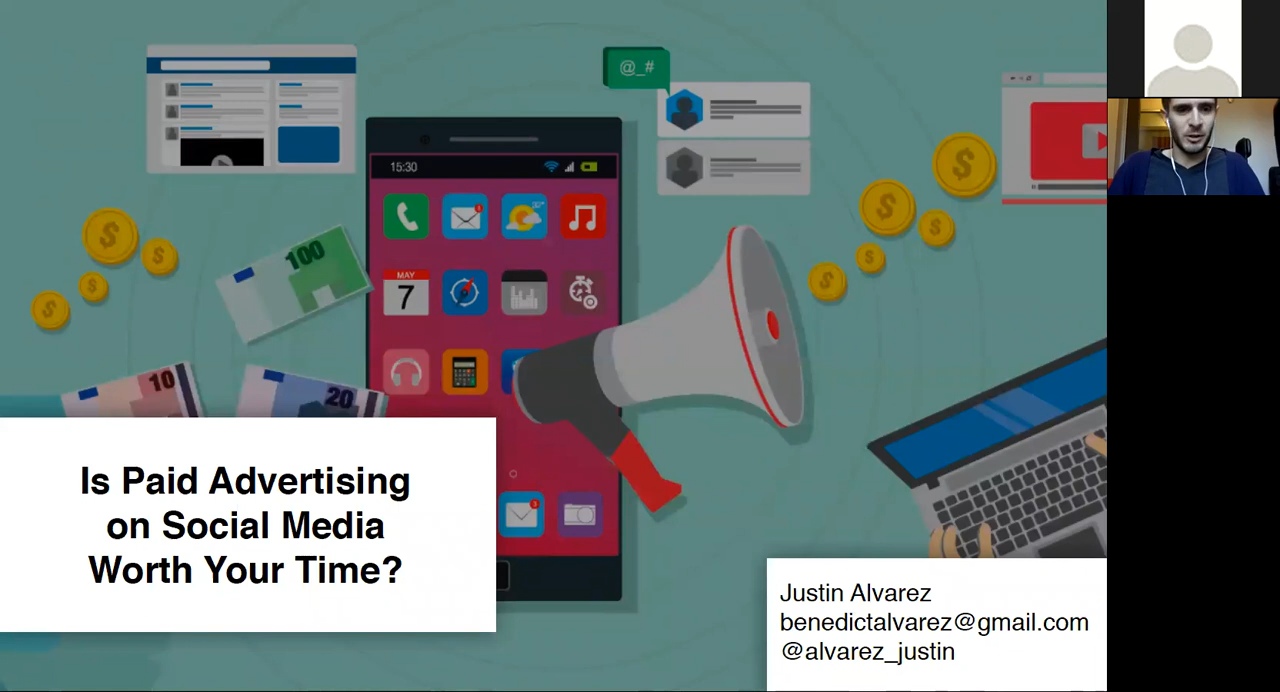 @_#
15:30
100
MAY
7
10
20
Is Paid Advertising
on Social Media
Worth Your Time?
Justin Alvarez
benedictalvarez@gmail.com
@alvarez_justin